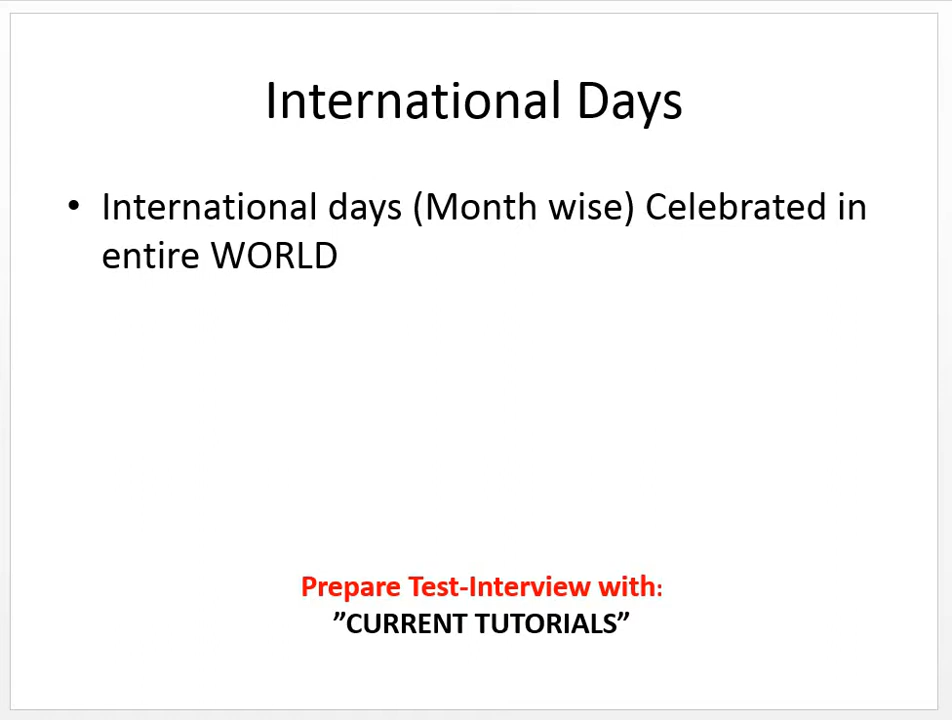 International Days
• International days (Month wise) Celebrated in
entire WORLD
Prepare Test-Interview with:
”CURRENT TUTORIALS”